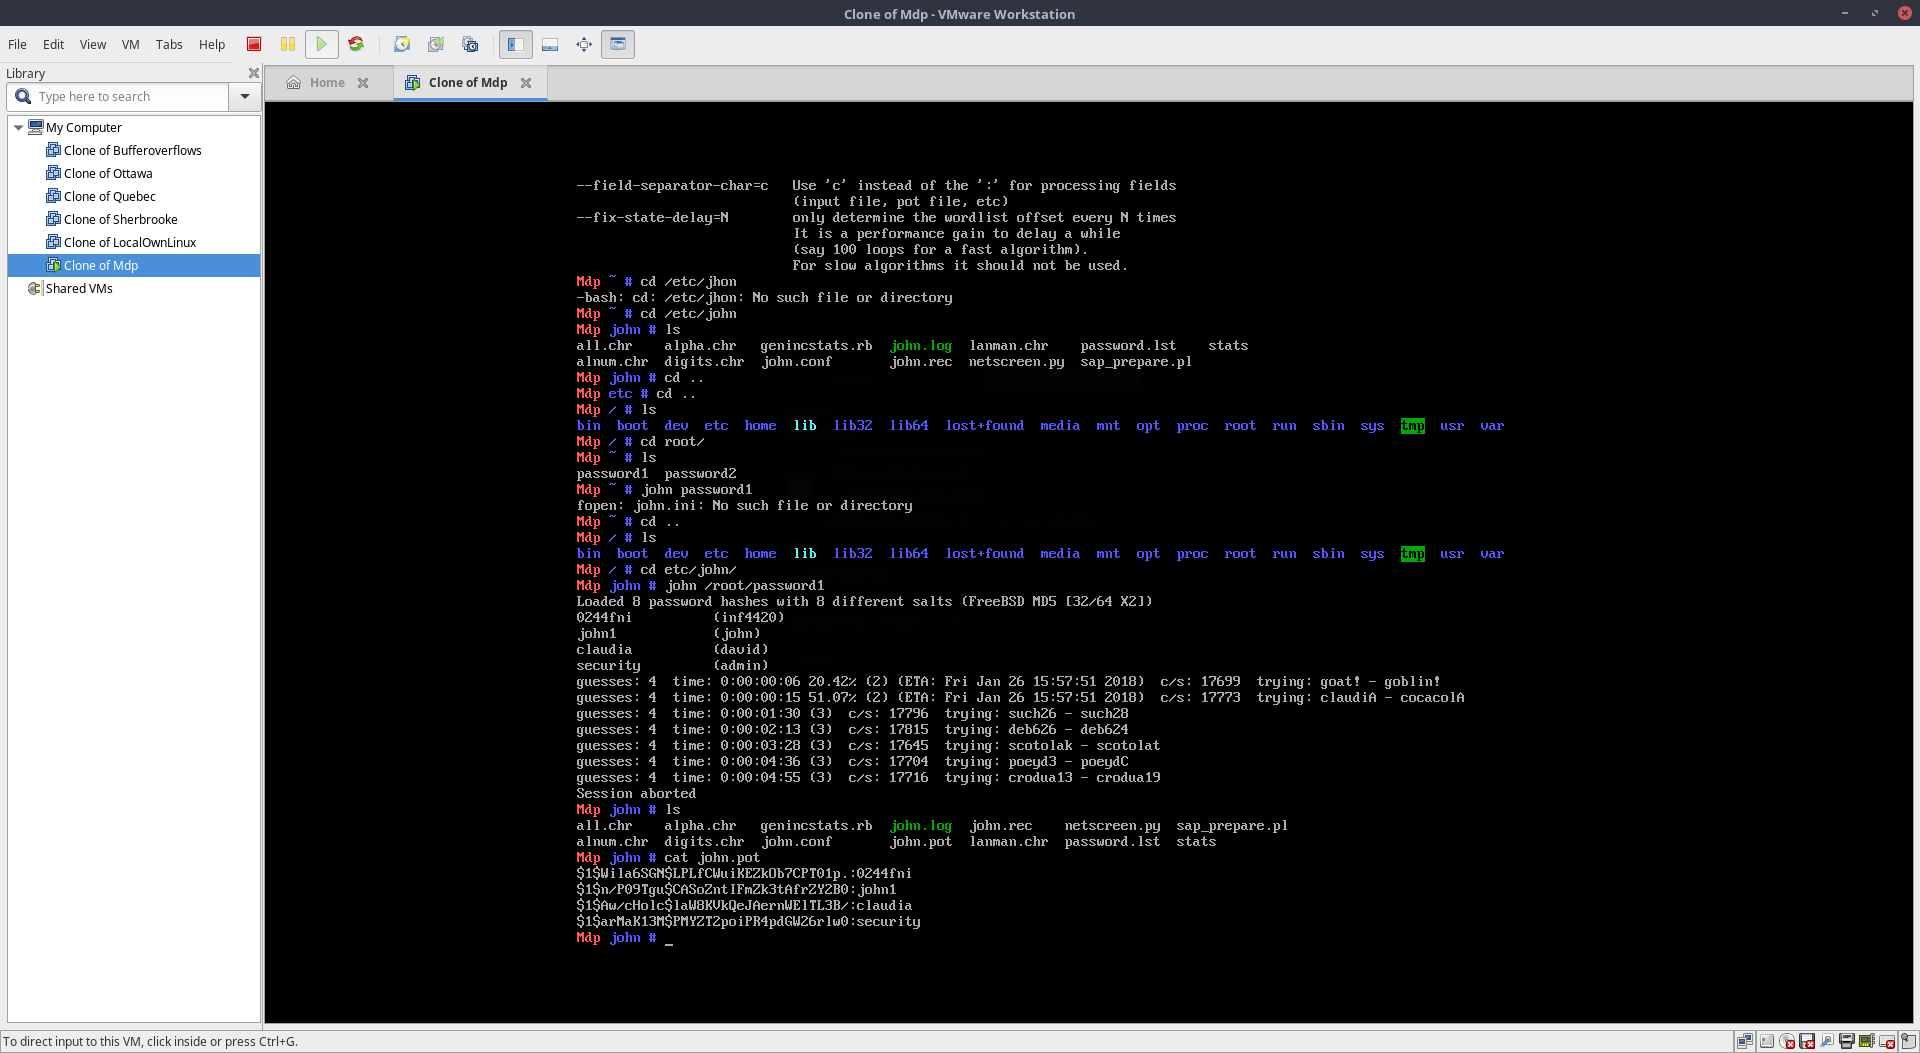 Clone of Mdp - VMware Workstation
File Edit View VM Tabs Help
Library
Type here to search
Home
Clone of Mdp
My Computer
Clone of Bufferoverflows
Clone of Ottawa
Clone of Quebec
Clone of Sherbrooke
Clone of LocalOwnLinux
Clone of Mdp
Shared VMs
--field-separator-char=c   Use 'c' instead of the ':' for processing fields
(input file, pot file, etc)
--fix-state-delay=N        only determine the wordlist offset every N times
It is a performance gain to delay a while
(say 100 loops for a fast algorithm).
For slow algorithms it should not be used.
Mdp ~ # cd /etc/jhon
-bash: cd: /etc/jhon: No such file or directory
Mdp ~ # cd /etc/john
Mdp john # ls
all.chr    alpha.chr   genincstats.rb  john.log  lanman.chr    password.lst    stats
alnum.chr  digits.chr  john.conf       john.rec  netscreen.py  sap_prepare.pl
Mdp john # cd ..
Mdp etc # cd ..
Mdp / # ls
bin  boot  dev  etc  home  lib  lib32  lib64  lost+found  media  mnt  opt  proc  root  run  sbin  sys  tmp  usr  var
Mdp / # cd root/
Mdp ~ # ls
password1  password2
Mdp ~ # john password1
fopen: john.ini: No such file or directory
Mdp ~ # cd ..
Mdp / # ls
bin  boot  dev  etc  home  lib  lib32  lib64  lost+found  media  mnt  opt  proc  root  run  sbin  sys  tmp  usr  var
Mdp / # cd etc/john/
Mdp john # john /root/password1
Loaded 8 password hashes with 8 different salts (FreeBSD MD5 [32/64 X2])
0244fni          (inf4420)
john1            (john)
claudia          (david)
security         (admin)
guesses: 4  time: 0:00:00:06 20.42% (2) (ETA: Fri Jan 26 15:57:51 2018)  c/s: 17699  trying: goat! - goblin!
guesses: 4  time: 0:00:00:15 51.07% (2) (ETA: Fri Jan 26 15:57:51 2018)  c/s: 17773  trying: claudiA - cocacolA
guesses: 4  time: 0:00:01:30 (3)  c/s: 17796  trying: such26 - such28
guesses: 4  time: 0:00:02:13 (3)  c/s: 17815  trying: deb626 - deb624
guesses: 4  time: 0:00:03:28 (3)  c/s: 17645  trying: scotolak - scotolat
guesses: 4  time: 0:00:04:36 (3)  c/s: 17704  trying: poeyd3 - poeydC
guesses: 4  time: 0:00:04:55 (3)  c/s: 17716  trying: crodua13 - crodua19
Session aborted
Mdp john # ls
all.chr    alpha.chr   genincstats.rb  john.log  john.rec    netscreen.py  sap_prepare.pl
alnum.chr  digits.chr  john.conf       john.pot  lanman.chr  password.lst  stats
Mdp john # cat john.pot
$1$Wila6SGN$LPLfCWuiKEZkOb7CPT01p.:0244fni
$1$n/P09Tgu$CASoZntIFmZk3tAfrZY2B0:john1
$1$Aw/cHolc$laW8KVkQeJAernWElTL3B/:claudia
$1$arMaK13M$PMYZT2poiPR4pdGW26rlw0:security
Mdp john # _
To direct input to this VM, click inside or press Ctrl+G.